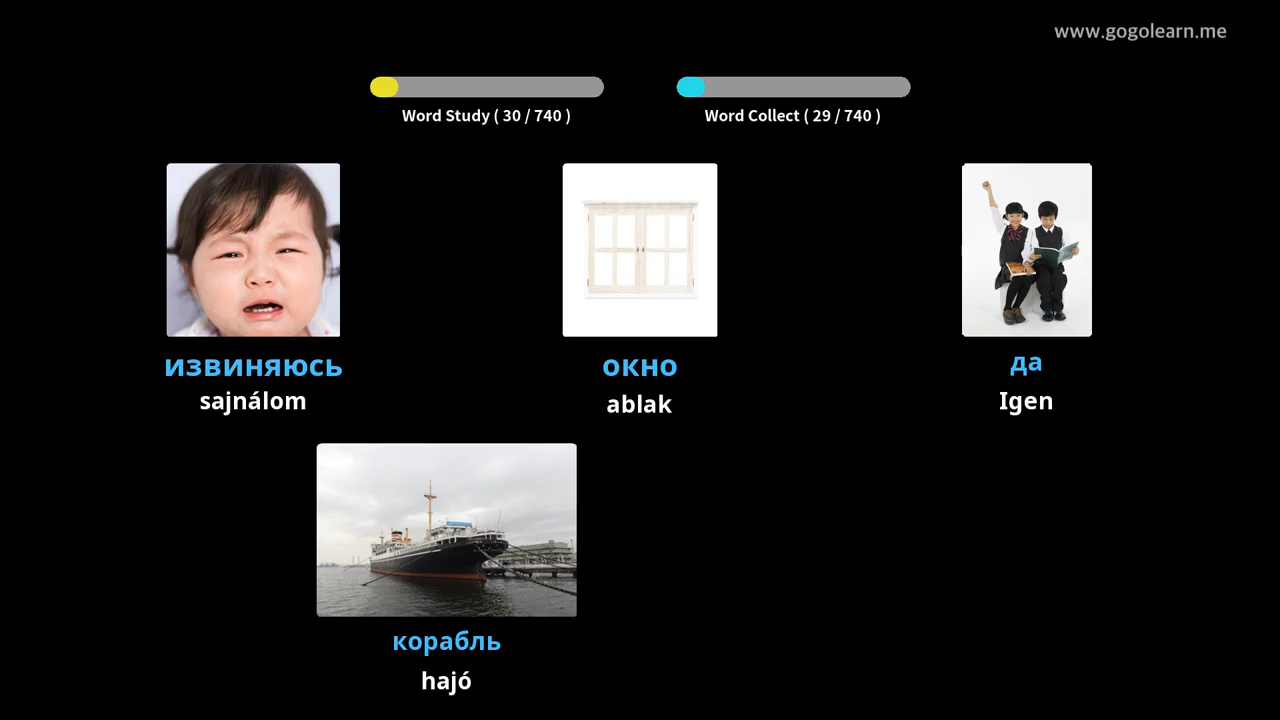 www.gogolearn.me
Word Study ( 30 / 740 )
Word Collect ( 29 / 740 )
извиняюсь
sajnálom
окно
ablak
да
Igen
корабль
hajó